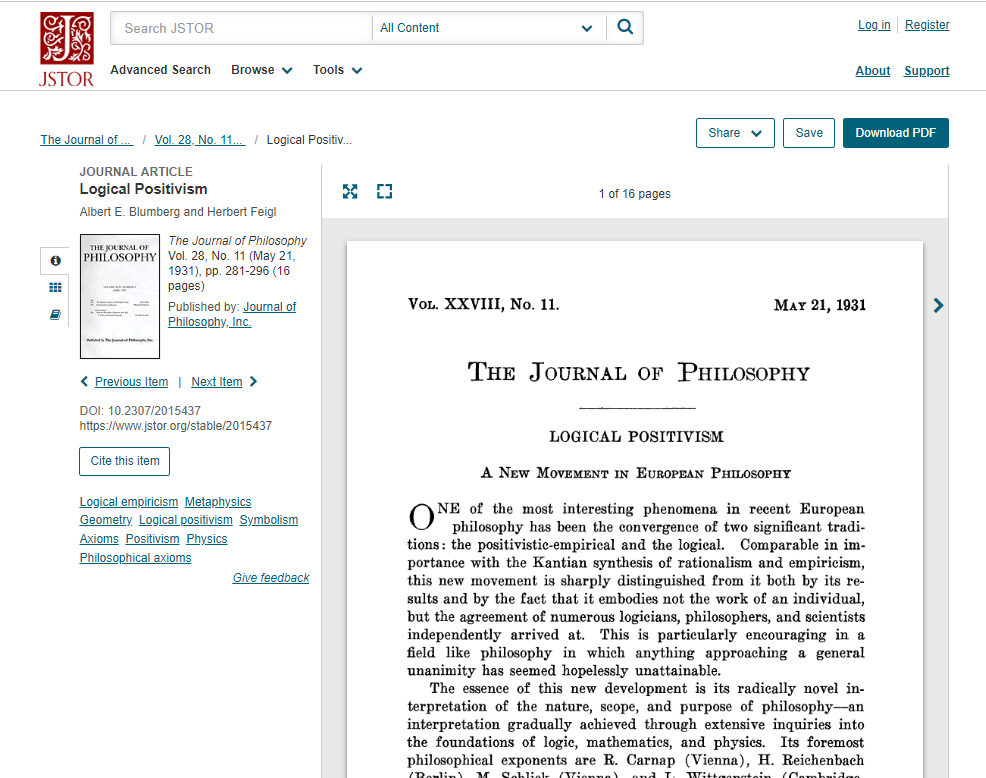 JSTOR
Search JSTOR
All Content
Log in
Register
Advanced Search
Browse
Tools
About
Support
The Journal of ...
/
Vol. 28, No. 11...
/
Logical Positiv...
Share
Save
Download PDF
JOURNAL ARTICLE
Logical Positivism
Albert E. Blumberg and Herbert Feigl
THE JOURNAL OF
PHILOSOPHY
The Journal of Philosophy
Vol. 28, No. 11 (May 21,
1931), pp. 281-296 (16
pages)
Published by: Journal of
Philosophy, Inc.
Previous Item | Next Item
DOI: 10.2307/2015437
https://www.jstor.org/stable/2015437
Cite this item
Logical empiricism Metaphysics
Geometry Logical positivism Symbolism
Axioms Positivism Physics
Philosophical axioms
Give feedback
1 of 16 pages
VOL. XXVIII, NO. 11. MAY 21, 1931
THE JOURNAL OF PHILOSOPHY
LOGICAL POSITIVISM
A NEW MOVEMENT IN EUROPEAN PHILOSOPHY
ONE of the most interesting phenomena in recent European
philosophy has been the convergence of two significant tradi-
tions: the positivistic-empirical and the logical. Comparable in im-
portance with the Kantian synthesis of rationalism and empiricism,
this new movement is sharply distinguished from it both by its re-
sults and by the fact that it embodies not the work of an individual,
but the agreement of numerous logicians, philosophers, and scientists
independently arrived at. This is particularly encouraging in a
field like philosophy in which anything approaching a general
unanimity has seemed hopelessly unattainable.
The essence of this new development is its radically novel in-
terpretation of the nature, scope, and purpose of philosophy—an
interpretation gradually achieved through extensive inquiries into
the foundations of logic, mathematics, and physics. Its foremost
philosophical exponents are R. Carnap (Vienna), H. Reichenbach
(Berlin), M. Schlick (Vienna), and L. Wittgenstein (Cambridge,